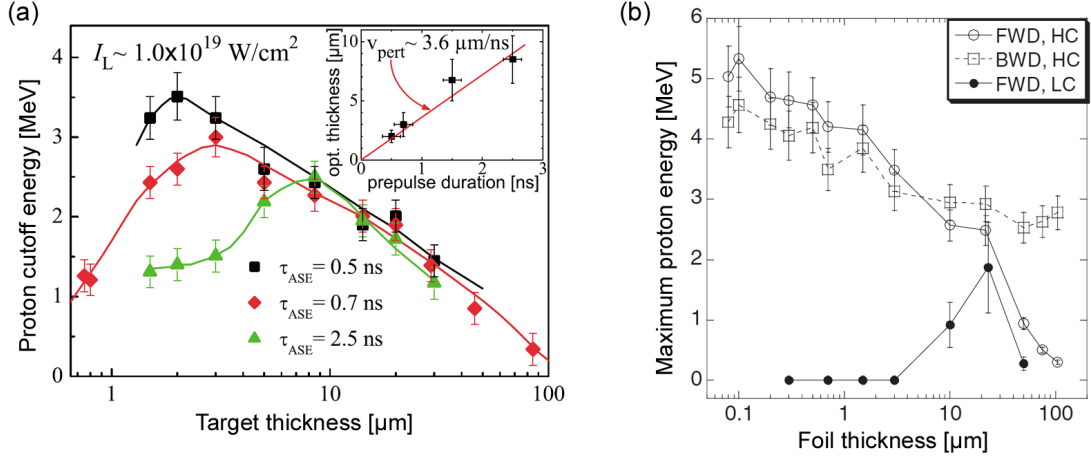 (a)
I_L ~ 1.0x10^19 W/cm^2
v_pert ~ 3.6 µm/ns
opt. thickness [µm]
10
5
0
0 1 2 3
prepulse duration [ns]
Proton cutoff energy [MeV]
4
3
2
1
0
τ_ASE = 0.5 ns
τ_ASE = 0.7 ns
τ_ASE = 2.5 ns
1 10 100
Target thickness [µm]
(b)
FWD, HC
BWD, HC
FWD, LC
Maximum proton energy [MeV]
6
5
4
3
2
1
0
0.1 1 10 100
Foil thickness [µm]